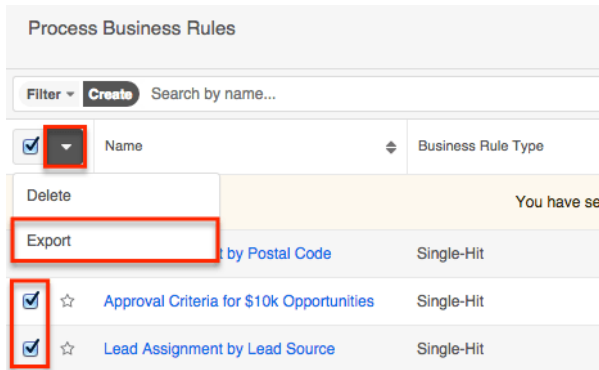 Process Business Rules
Filter Create Search by name...
Name Business Rule Type
Delete
You have se
Export
t by Postal Code Single-Hit
Approval Criteria for $10k Opportunities Single-Hit
Lead Assignment by Lead Source Single-Hit